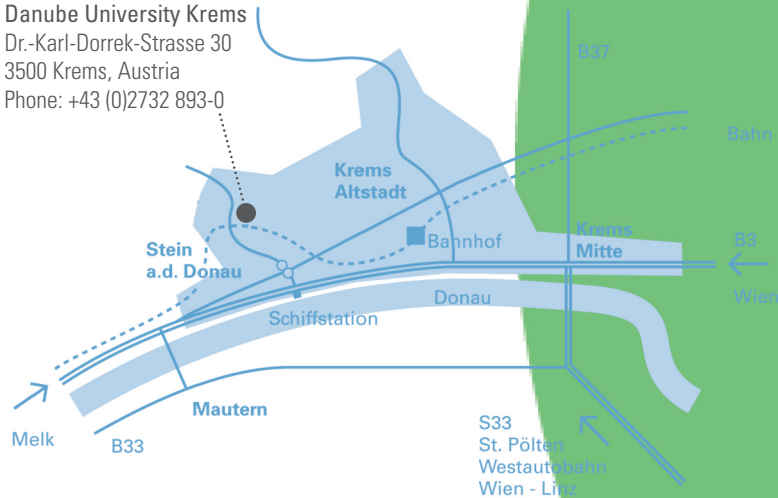 Danube University Krems
Dr.-Karl-Dorrek-Strasse 30
3500 Krems, Austria
Phone: +43 (0)2732 893-0
B37
Bahn
Krems
Altstadt
Bahnhof
Krems
Mitte
B3
Stein
a.d. Donau
Donau
Wien
Schiffstation
Mautern
Melk
B33
S33
St. Pölten
Westautobahn
Wien - Linz